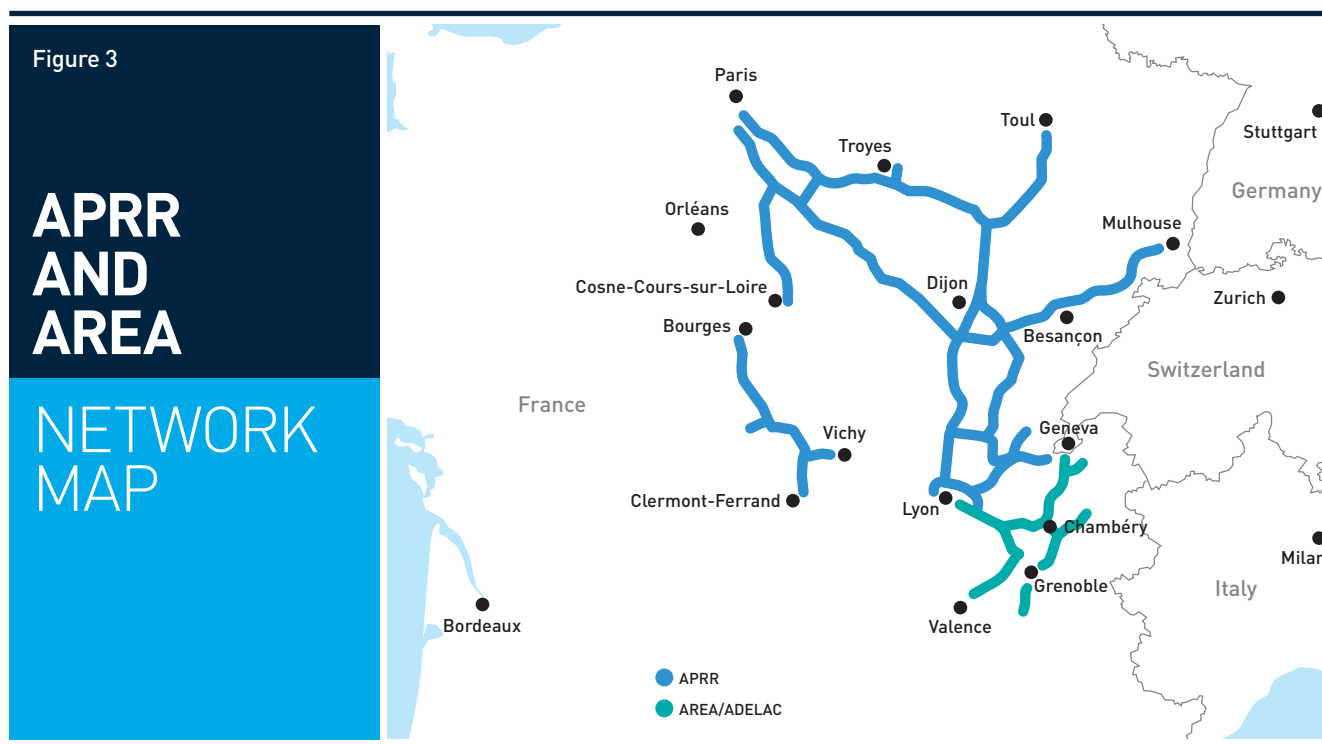 Figure 3
APRR
AND
AREA
NETWORK
MAP
Paris
Toul
Troyes
Stuttgart
Germany
Orléans
Mulhouse
Cosne-Cours-sur-Loire
Dijon
Zurich
Bourges
Besançon
Switzerland
France
Vichy
Geneva
Clermont-Ferrand
Lyon
Chambéry
Milan
Grenoble
Italy
Bordeaux
Valence
APRR
AREA/ADELAC